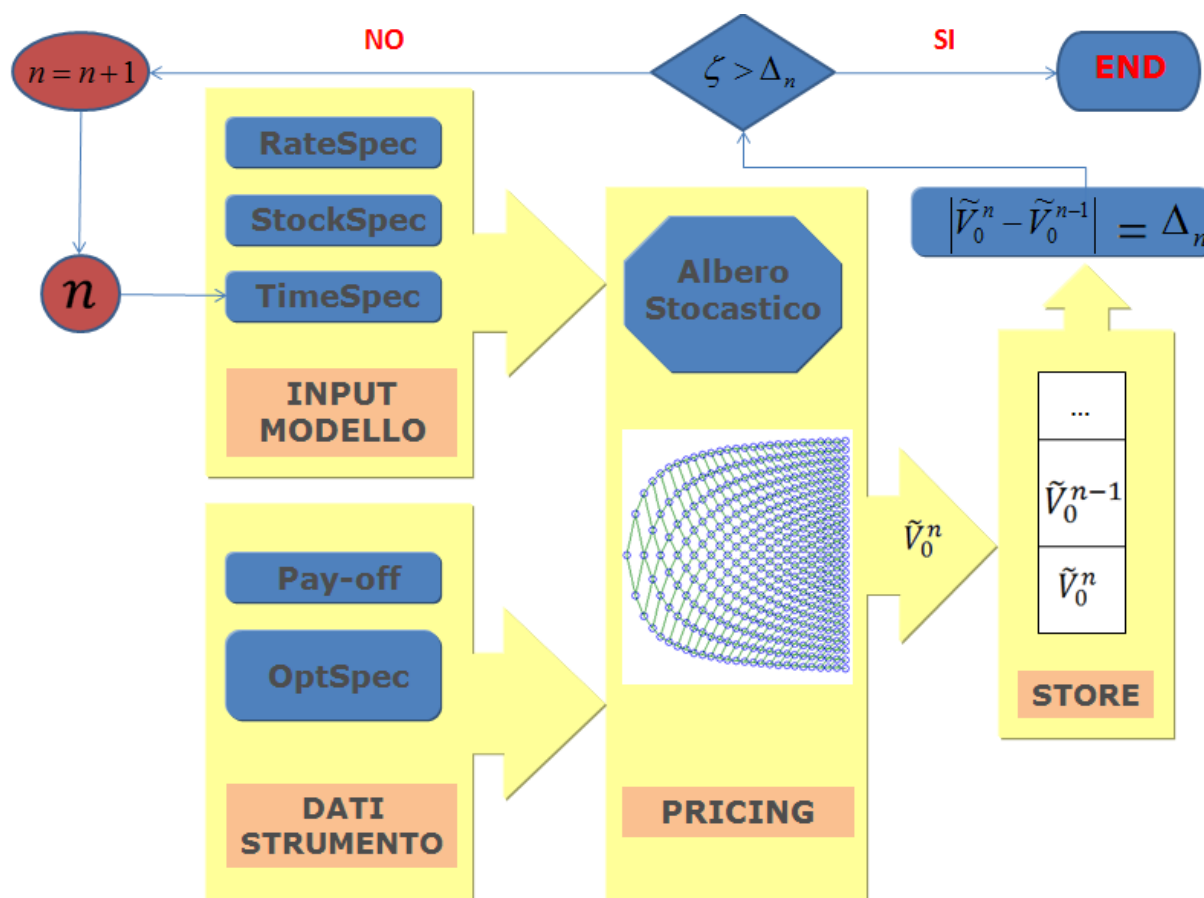 NO
SI
n = n + 1
ζ > Δₙ
END
RateSpec
StockSpec
TimeSpec
n
INPUT
MODELLO
Albero
Stocastico
|Ṽ₀ⁿ − Ṽ₀ⁿ⁻¹| = Δₙ
...
Ṽ₀ⁿ⁻¹
Ṽ₀ⁿ
Ṽ₀ⁿ
STORE
Pay-off
OptSpec
DATI
STRUMENTO
PRICING